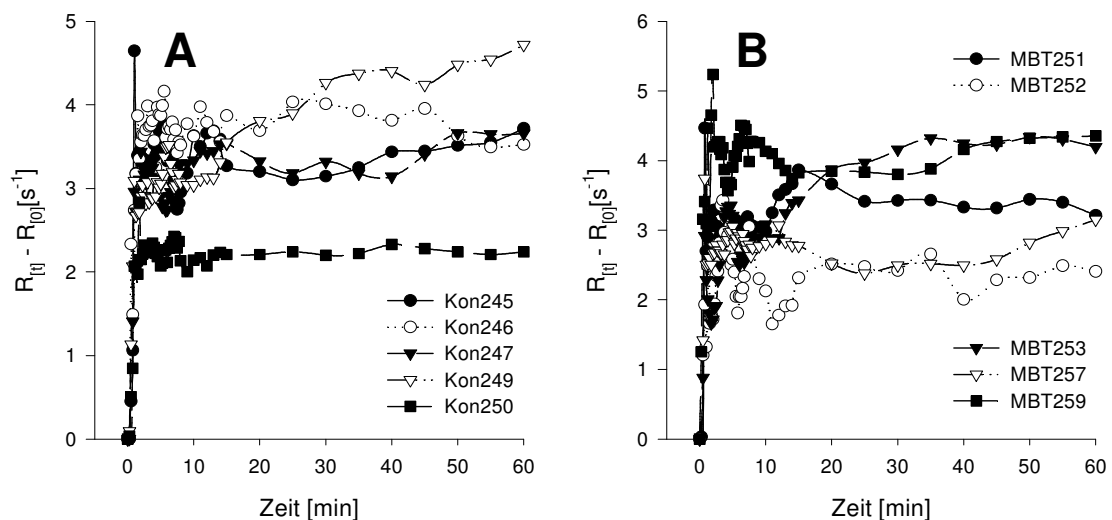 A
5
4
3
2
1
0
R[t] - R[0][s-1]
0 10 20 30 40 50 60
Zeit [min]
Kon245
Kon246
Kon247
Kon249
Kon250
B
6
5
4
3
2
1
0
R[t] - R[0][s-1]
0 10 20 30 40 50 60
Zeit [min]
MBT251
MBT252
MBT253
MBT257
MBT259